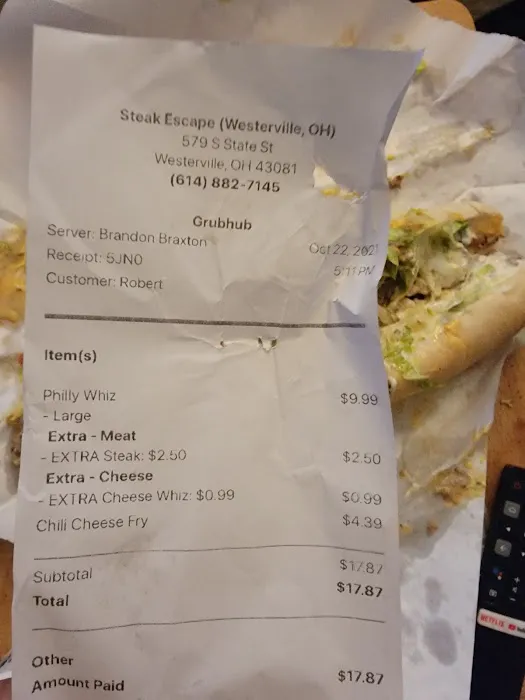 Steak Escape (Westerville, OH)
579 S State St
Westerville, OH 43081
(614) 882-7145
Grubhub
Server: Brandon Braxton
Oct 22, 2021
Receipt: 5JN0
5:11 PM
Customer: Robert
Item(s)
Philly Whiz $9.99
- Large
Extra - Meat
- EXTRA Steak: $2.50 $2.50
Extra - Cheese
- EXTRA Cheese Whiz: $0.99 $0.99
Chili Cheese Fry $4.39
Subtotal $17.87
Total $17.87
Other
Amount Paid $17.87
NETFLIX